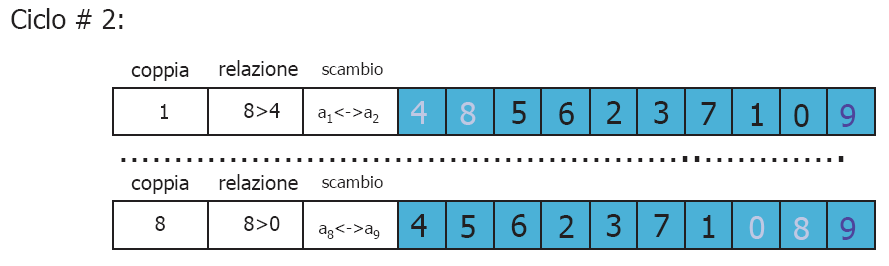 Ciclo # 2:
coppia relazione scambio
1 8>4 a1<->a2 4 8 5 6 2 3 7 1 0 9
coppia relazione scambio
8 8>0 a8<->a9 4 5 6 2 3 7 1 0 8 9